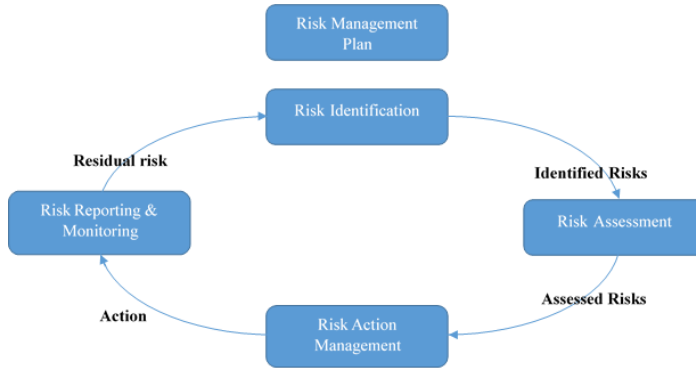 Risk Management
Plan
Risk Identification
Residual risk
Identified Risks
Risk Reporting &
Monitoring
Risk Assessment
Action
Assessed Risks
Risk Action
Management